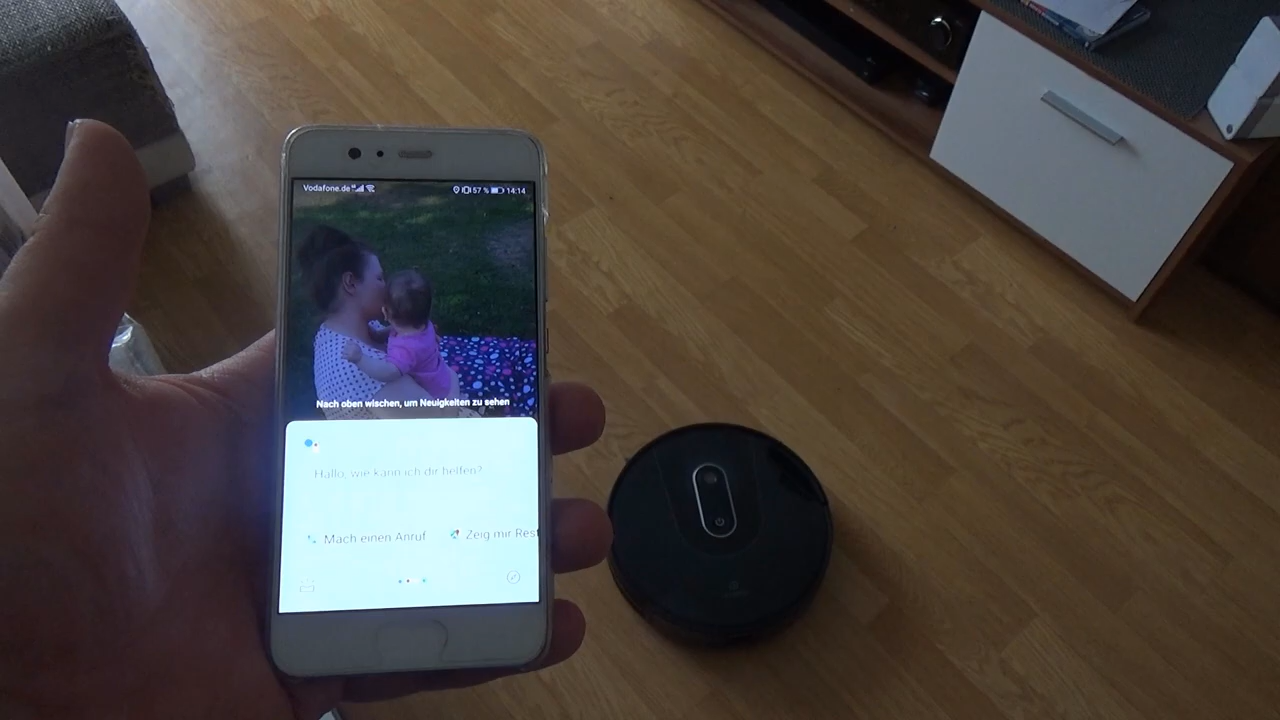 Vodafone.de 57 % 14:14
Nach oben wischen, um Neuigkeiten zu sehen
Hallo, wie kann ich dir helfen?
Mach einen Anruf Zeig mir Rest